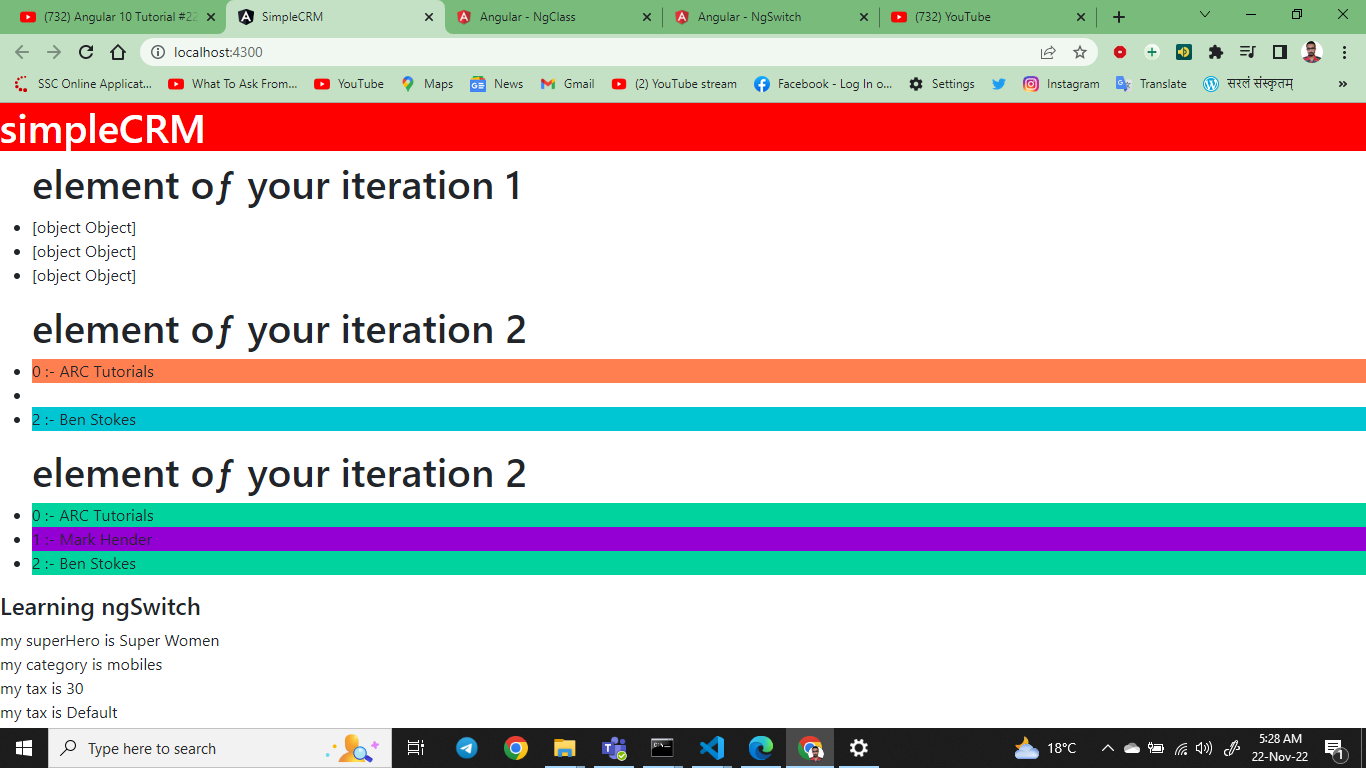 (732) Angular 10 Tutorial #22
SimpleCRM
Angular - NgClass
Angular - NgSwitch
(732) YouTube
localhost:4300
SSC Online Applicat...
What To Ask From...
YouTube
Maps
News
Gmail
(2) YouTube stream
Facebook - Log In o...
Settings
Instagram
Translate
सरलं संस्कृतम्
»
simpleCRM
element oƒ your iteration 1
[object Object]
[object Object]
[object Object]
element oƒ your iteration 2
0 :- ARC Tutorials
2 :- Ben Stokes
element oƒ your iteration 2
0 :- ARC Tutorials
1 :- Mark Hender
2 :- Ben Stokes
Learning ngSwitch
my superHero is Super Women
my category is mobiles
my tax is 30
my tax is Default
Type here to search
18°C
5:28 AM
22-Nov-22
1